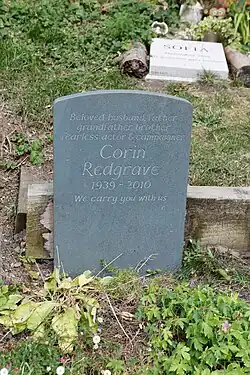 SOFIA
Beloved husband, father
grandfather, brother
Fearless actor & campaigner
Corin
Redgrave
1939 - 2010
We carry you with us